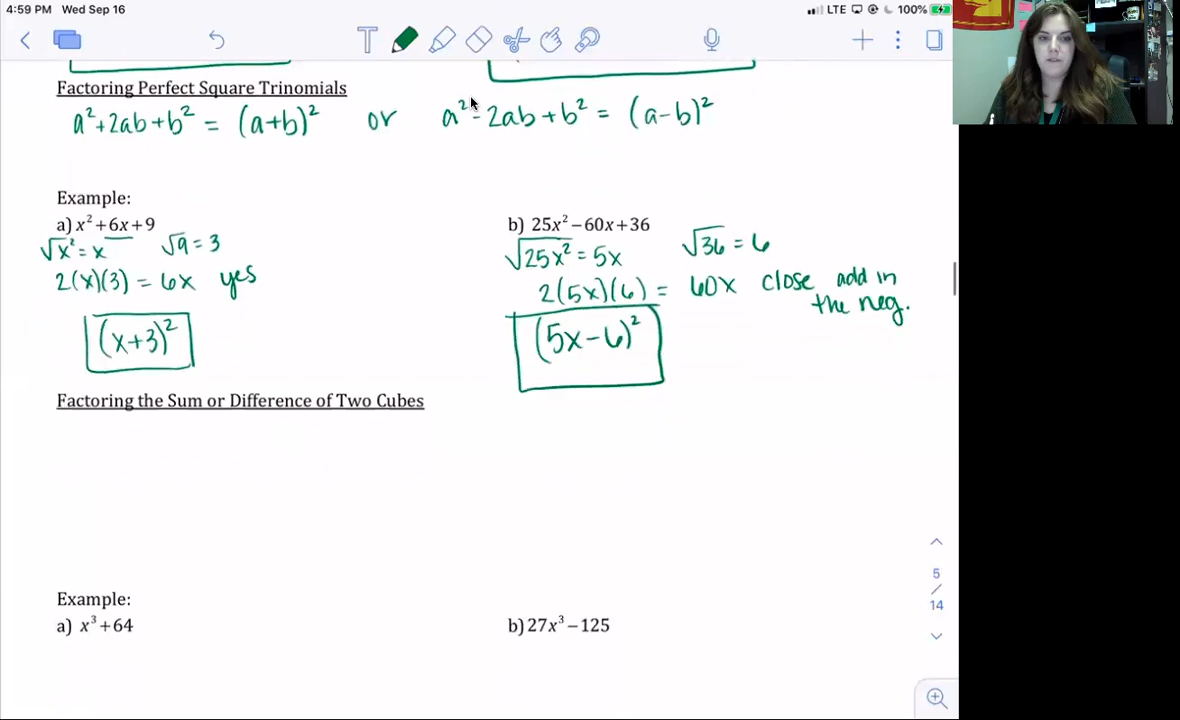 4:59 PM Wed Sep 16
LTE 100%
Factoring Perfect Square Trinomials
a²+2ab+b² = (a+b)² or a²-2ab+b² = (a-b)²
Example:
a) x²+6x+9 b) 25x²−60x+36
√x² = x √9 = 3 √25x² = 5x √36 = 6
2(x)(3) = 6x yes 2(5x)(6) = 60x close add in
the neg.
(x+3)² (5x-6)²
Factoring the Sum or Difference of Two Cubes
5
/
14
Example:
a) x³+64 b) 27x³−125